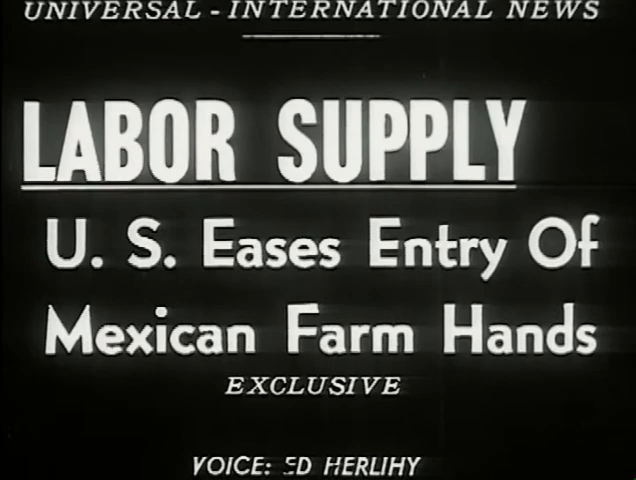 UNIVERSAL - INTERNATIONAL NEWS
LABOR SUPPLY
U. S. Eases Entry Of
Mexican Farm Hands
EXCLUSIVE
VOICE: ED HERLIHY